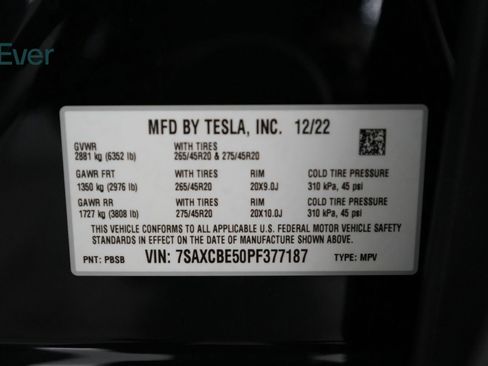 Ever
MFD BY TESLA, INC. 12/22
GVWR WITH TIRES
2881 kg (6352 lb) 265/45R20 & 275/45R20
GAWR FRT WITH TIRES RIM COLD TIRE PRESSURE
1350 kg (2976 lb) 265/45R20 20X9.0J 310 kPa, 45 psi
GAWR RR WITH TIRES RIM COLD TIRE PRESSURE
1727 kg (3808 lb) 275/45R20 20X10.0J 310 kPa, 45 psi
THIS VEHICLE CONFORMS TO ALL APPLICABLE U.S. FEDERAL MOTOR VEHICLE SAFETY
STANDARDS IN EFFECT ON THE DATE OF MANUFACTURE SHOWN ABOVE.
PNT: PBSB VIN: 7SAXCBE50PF377187 TYPE: MPV